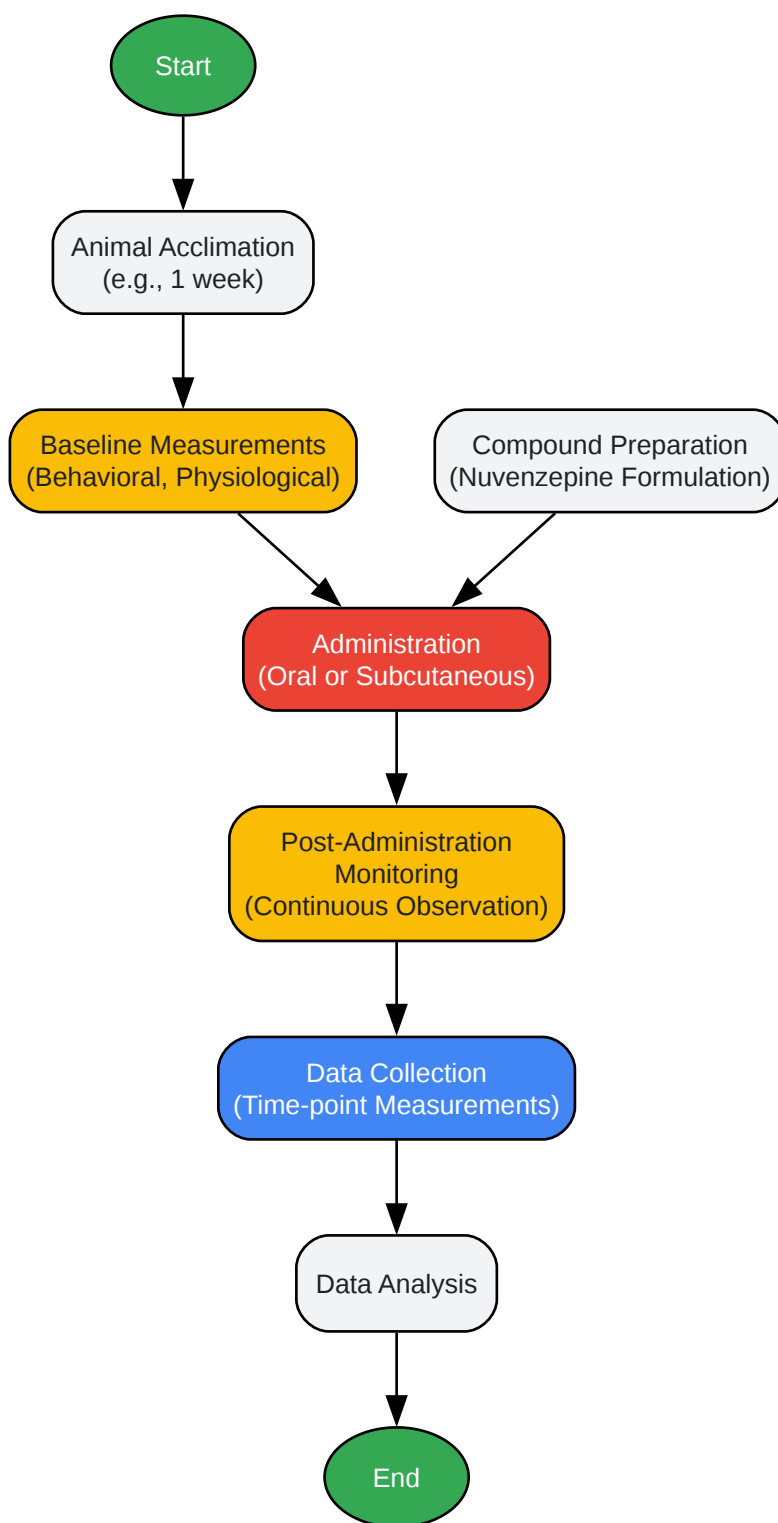 Start
Animal Acclimation
(e.g., 1 week)
Baseline Measurements
(Behavioral, Physiological)
Compound Preparation
(Nuvenzepine Formulation)
Administration
(Oral or Subcutaneous)
Post-Administration
Monitoring
(Continuous Observation)
Data Collection
(Time-point Measurements)
Data Analysis
End